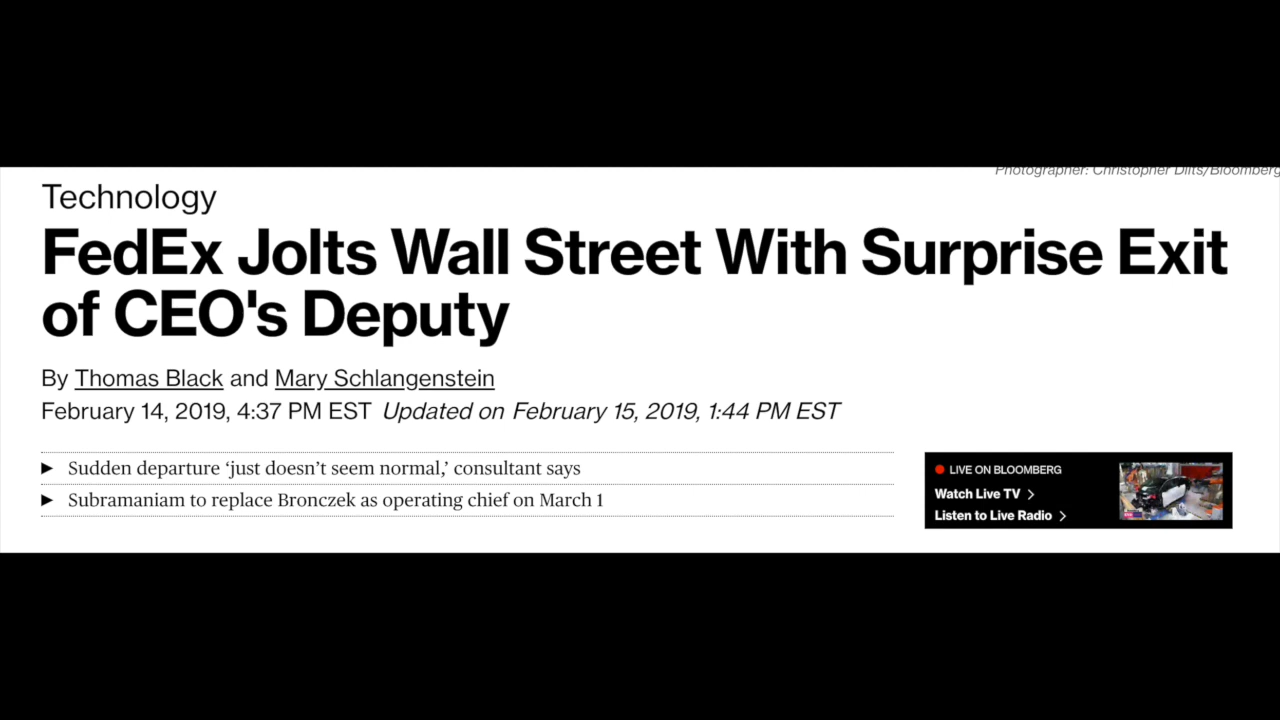 Photographer: Christopher Dilts/Bloomberg
Technology
FedEx Jolts Wall Street With Surprise Exit
of CEO's Deputy
By Thomas Black and Mary Schlangenstein
February 14, 2019, 4:37 PM EST Updated on February 15, 2019, 1:44 PM EST
▶ Sudden departure ‘just doesn’t seem normal,’ consultant says
▶ Subramaniam to replace Bronczek as operating chief on March 1
LIVE ON BLOOMBERG
Watch Live TV >
Listen to Live Radio >